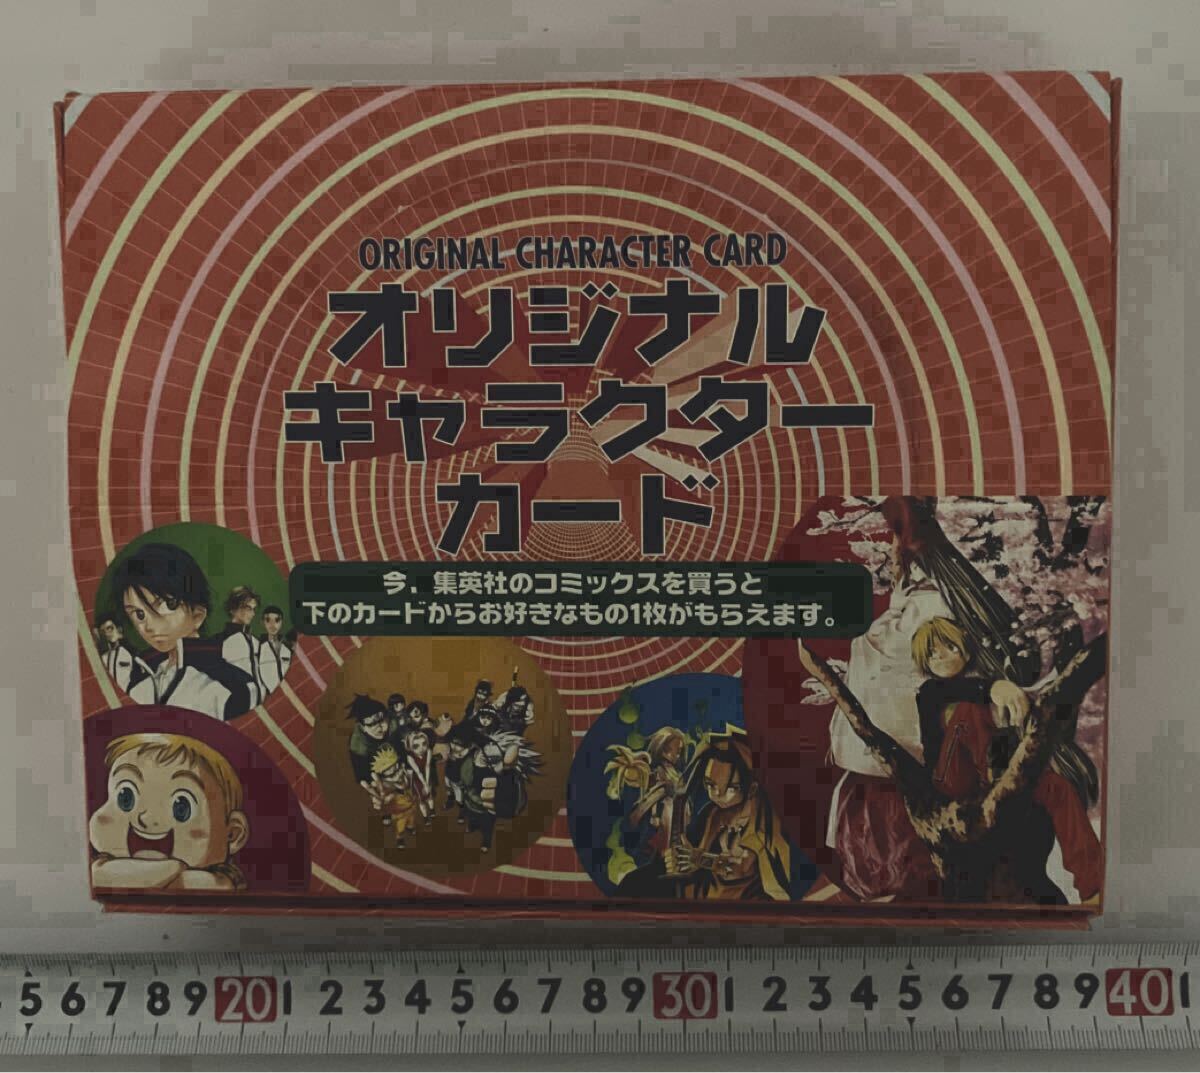 ORIGINAL CHARACTER CARD
オリジナル
キャラクター
カード
今、集英社のコミックスを買うと
下のカードからお好きなもの1枚がもらえます。
5 6 7 8 9 20 1 2 3 4 5 6 7 8 9 30 1 2 3 4 5 6 7 8 9 40 1